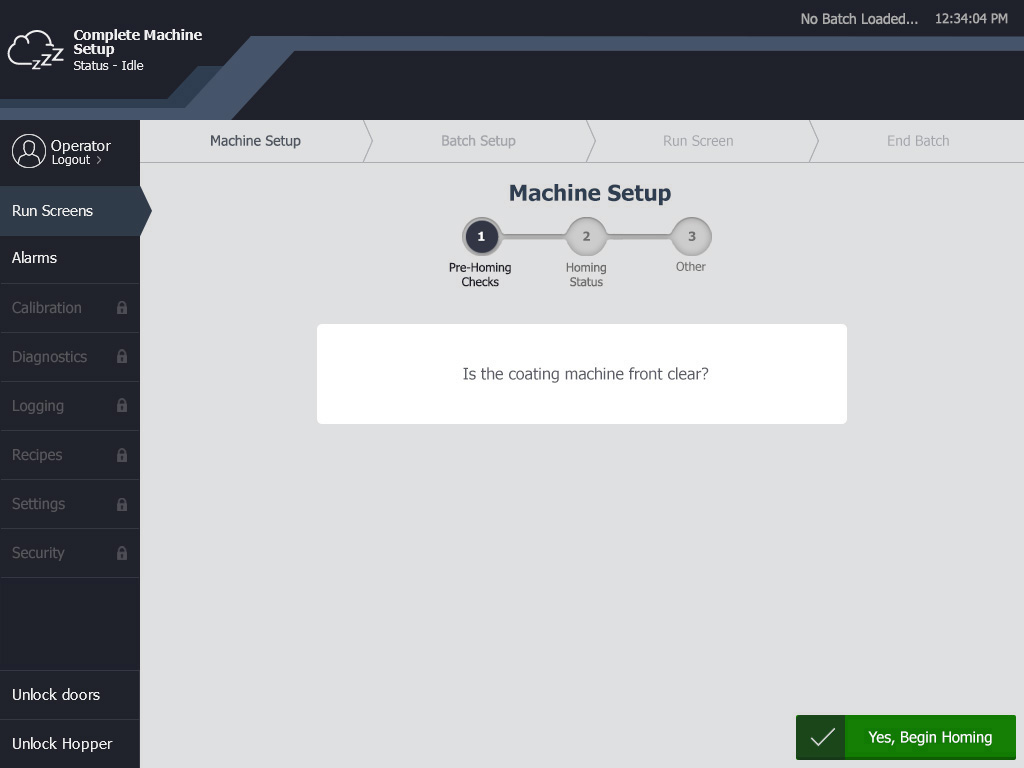 No Batch Loaded... 12:34:04 PM
Complete Machine
Setup
Status - Idle
Operator
Logout >
Run Screens
Alarms
Calibration
Diagnostics
Logging
Recipes
Settings
Security
Unlock doors
Unlock Hopper
Machine Setup Batch Setup Run Screen End Batch
Machine Setup
1 2 3
Pre-Homing Homing Other
Checks Status
Is the coating machine front clear?
Yes, Begin Homing